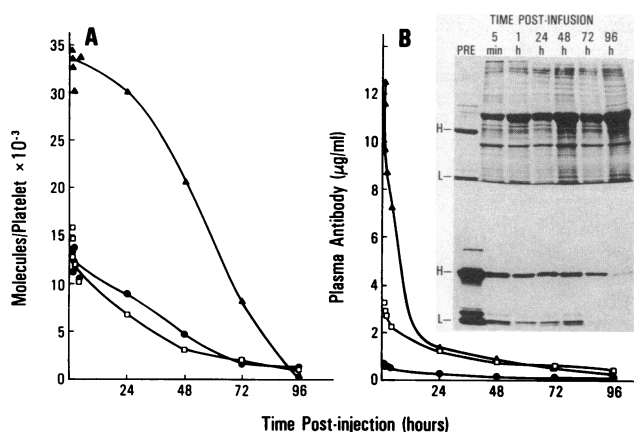 A
Molecules/Platelet ×10⁻³
35
30
25
20
15
10
5
0
24
48
72
96
B
Plasma Antibody (μg/ml)
12
10
8
6
4
2
0
24
48
72
96
TIME POST-INFUSION
PRE
5 min
1 h
24 h
48 h
72 h
96 h
H–
L–
H–
L–
Time Post-injection (hours)